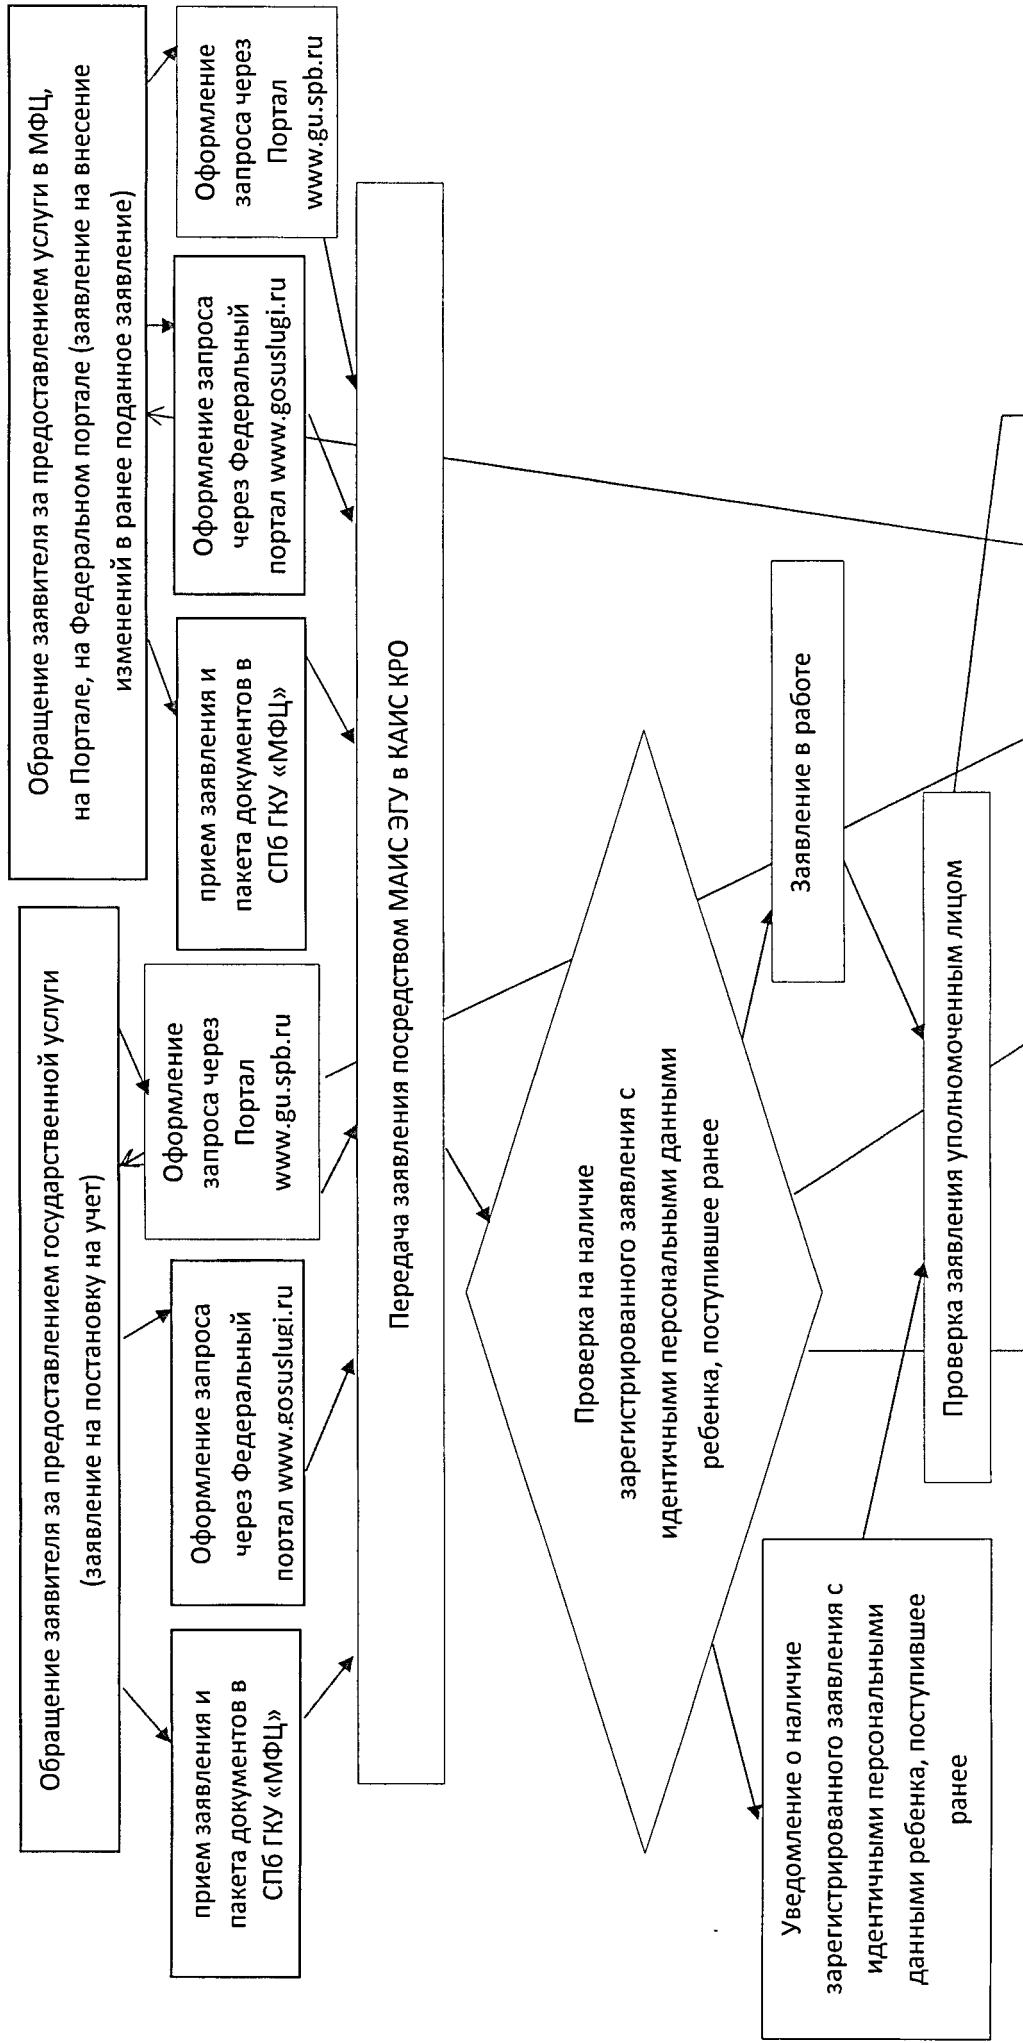 Обращение заявителя за предоставлением государственной услуги
(заявление на постановку на учет)
Обращение заявителя за предоставлением услуги в МФЦ,
на Портале, на Федеральном портале (заявление на внесение
изменений в ранее поданное заявление)
прием заявления и
пакета документов в
СПб ГКУ «МФЦ»
Оформление запроса
через Федеральный
портал www.gosuslugi.ru
Оформление
запроса через
Портал
www.gu.spb.ru
прием заявления и
пакета документов в
СПб ГКУ «МФЦ»
Оформление запроса
через Федеральный
портал www.gosuslugi.ru
Оформление
запроса через
Портал
www.gu.spb.ru
Передача заявления посредством МАИС ЭГУ в КАИС КРО
Проверка на наличие
зарегистрированного заявления с
идентичными персональными данными
ребенка, поступившее ранее
Уведомление о наличие
зарегистрированного заявления с
идентичными персональными
данными ребенка, поступившее
ранее
Заявление в работе
Проверка заявления уполномоченным лицом